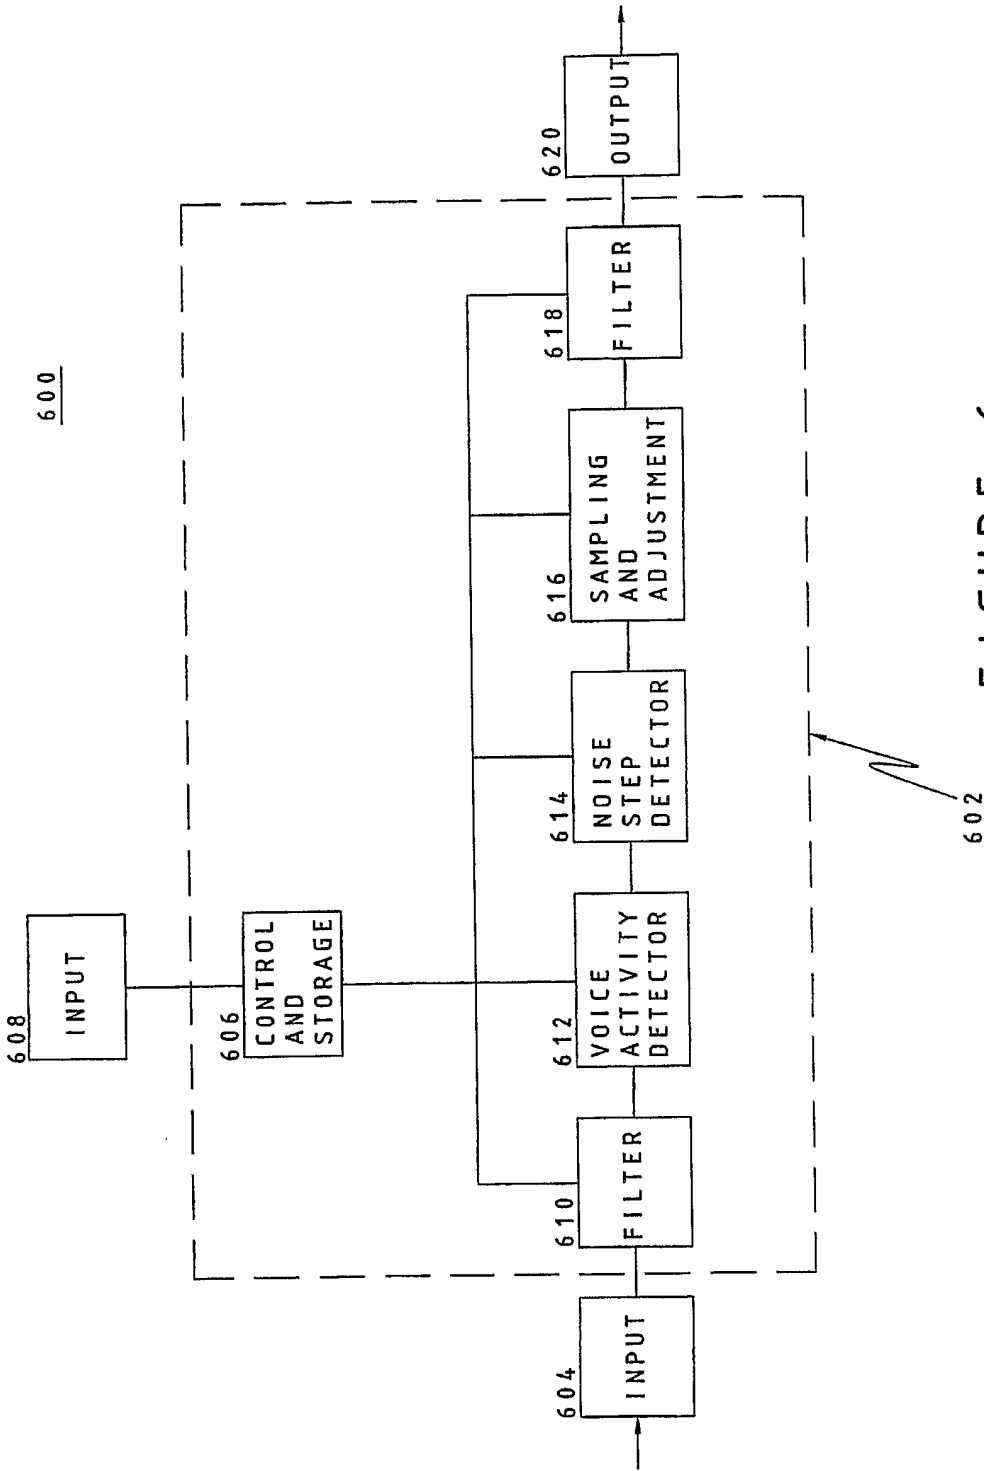 600
608
INPUT
606
CONTROL
AND
STORAGE
604
INPUT
610
FILTER
612
VOICE
ACTIVITY
DETECTOR
614
NOISE
STEP
DETECTOR
616
SAMPLING
AND
ADJUSTMENT
618
FILTER
620
OUTPUT
602